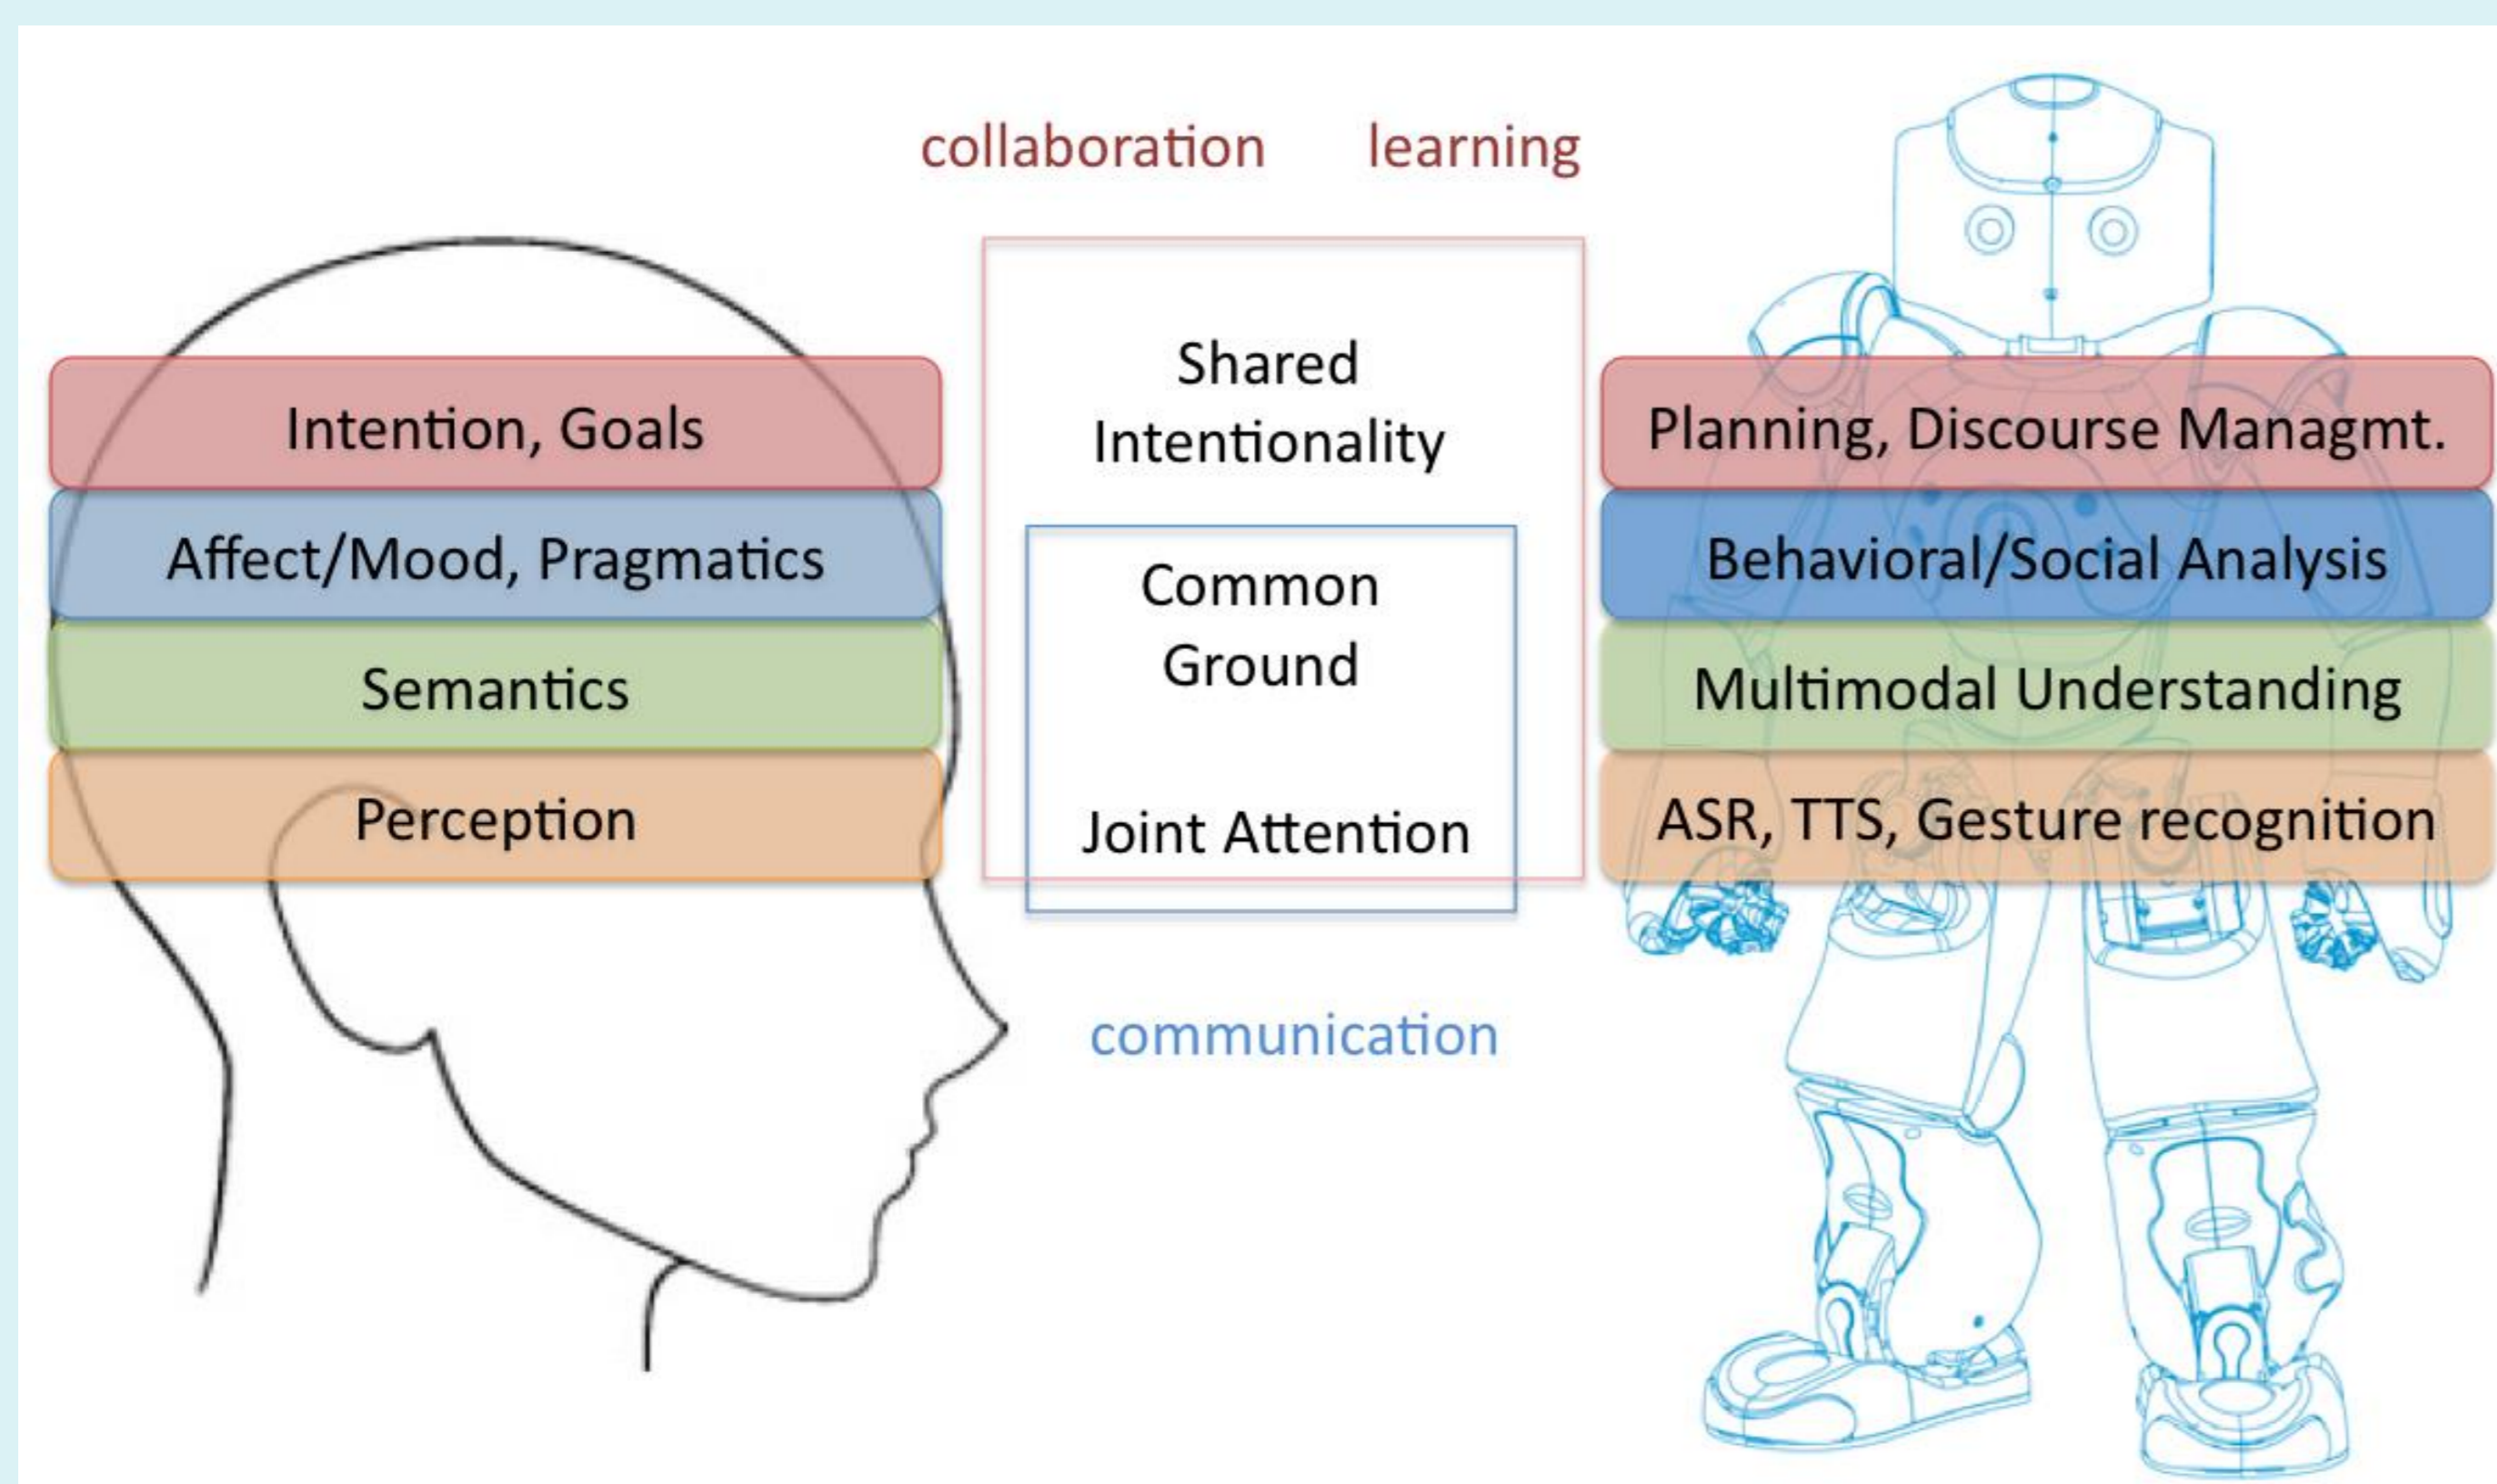 collaboration learning
Intention, Goals
Affect/Mood, Pragmatics
Semantics
Perception
Shared
Intentionality
Common
Ground
Joint Attention
communication
Planning, Discourse Managmt.
Behavioral/Social Analysis
Multimodal Understanding
ASR, TTS, Gesture recognition